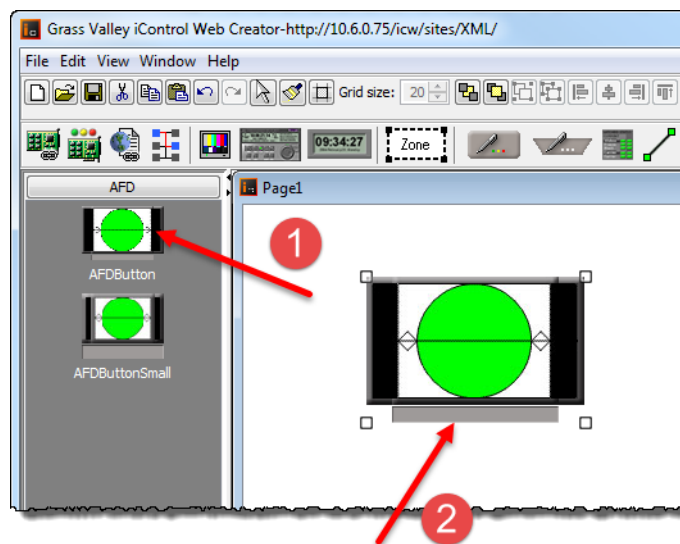 Grass Valley iControl Web Creator-http://10.6.0.75/icw/sites/XML/
File Edit View Window Help
Grid size: 20
09:34:27
Zone
AFD
Page1
1
AFDButton
AFDButtonSmall
2